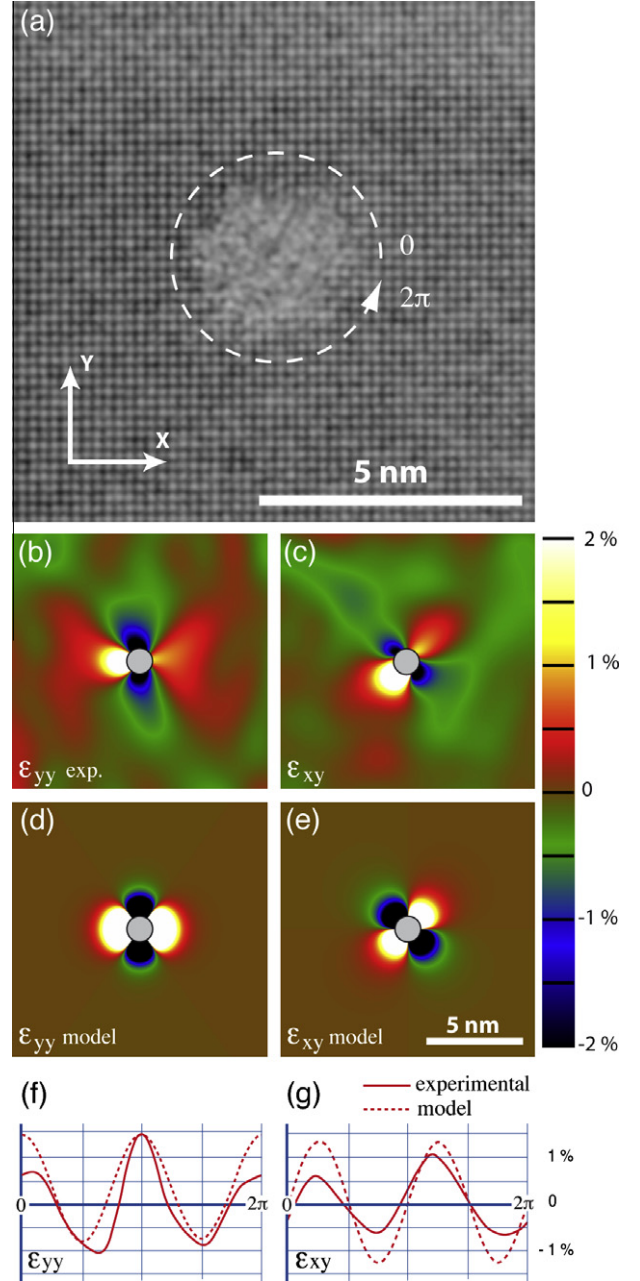 (a)
0
2π
Y
X
5 nm
(b)
(c)
2 %
1 %
0
-1 %
-2 %
εyy exp.
εxy
(d)
(e)
εyy model
εxy model
5 nm
(f)
(g)
experimental
model
0
2π
0
2π
1 %
0
-1 %
εyy
εxy